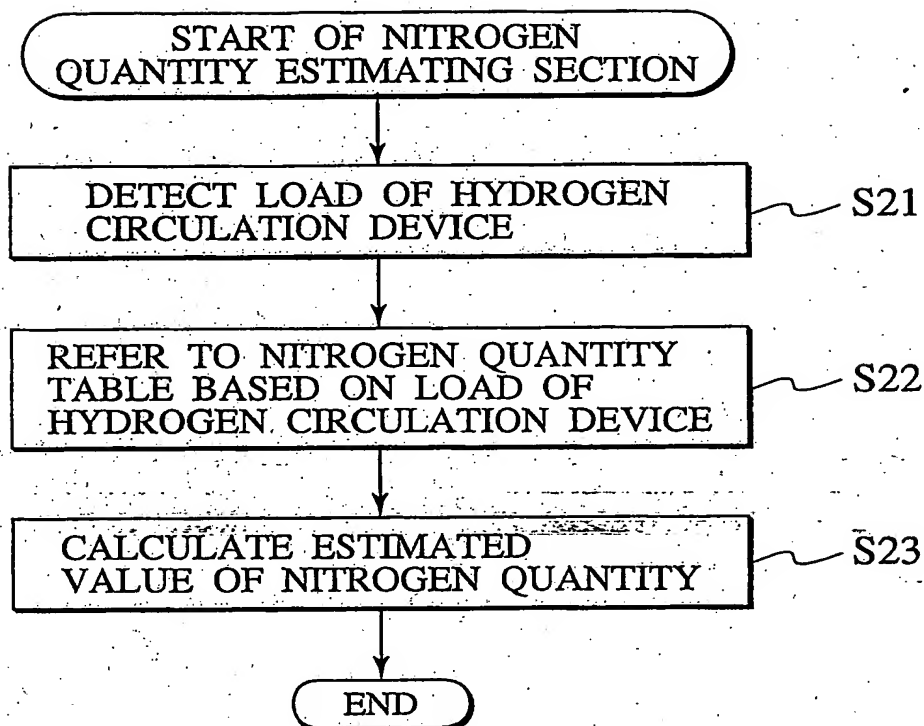 START OF NITROGEN
QUANTITY ESTIMATING SECTION
DETECT LOAD OF HYDROGEN
CIRCULATION DEVICE
S21
REFER TO NITROGEN QUANTITY
TABLE BASED ON LOAD OF
HYDROGEN CIRCULATION DEVICE
S22
CALCULATE ESTIMATED
VALUE OF NITROGEN QUANTITY
S23
END